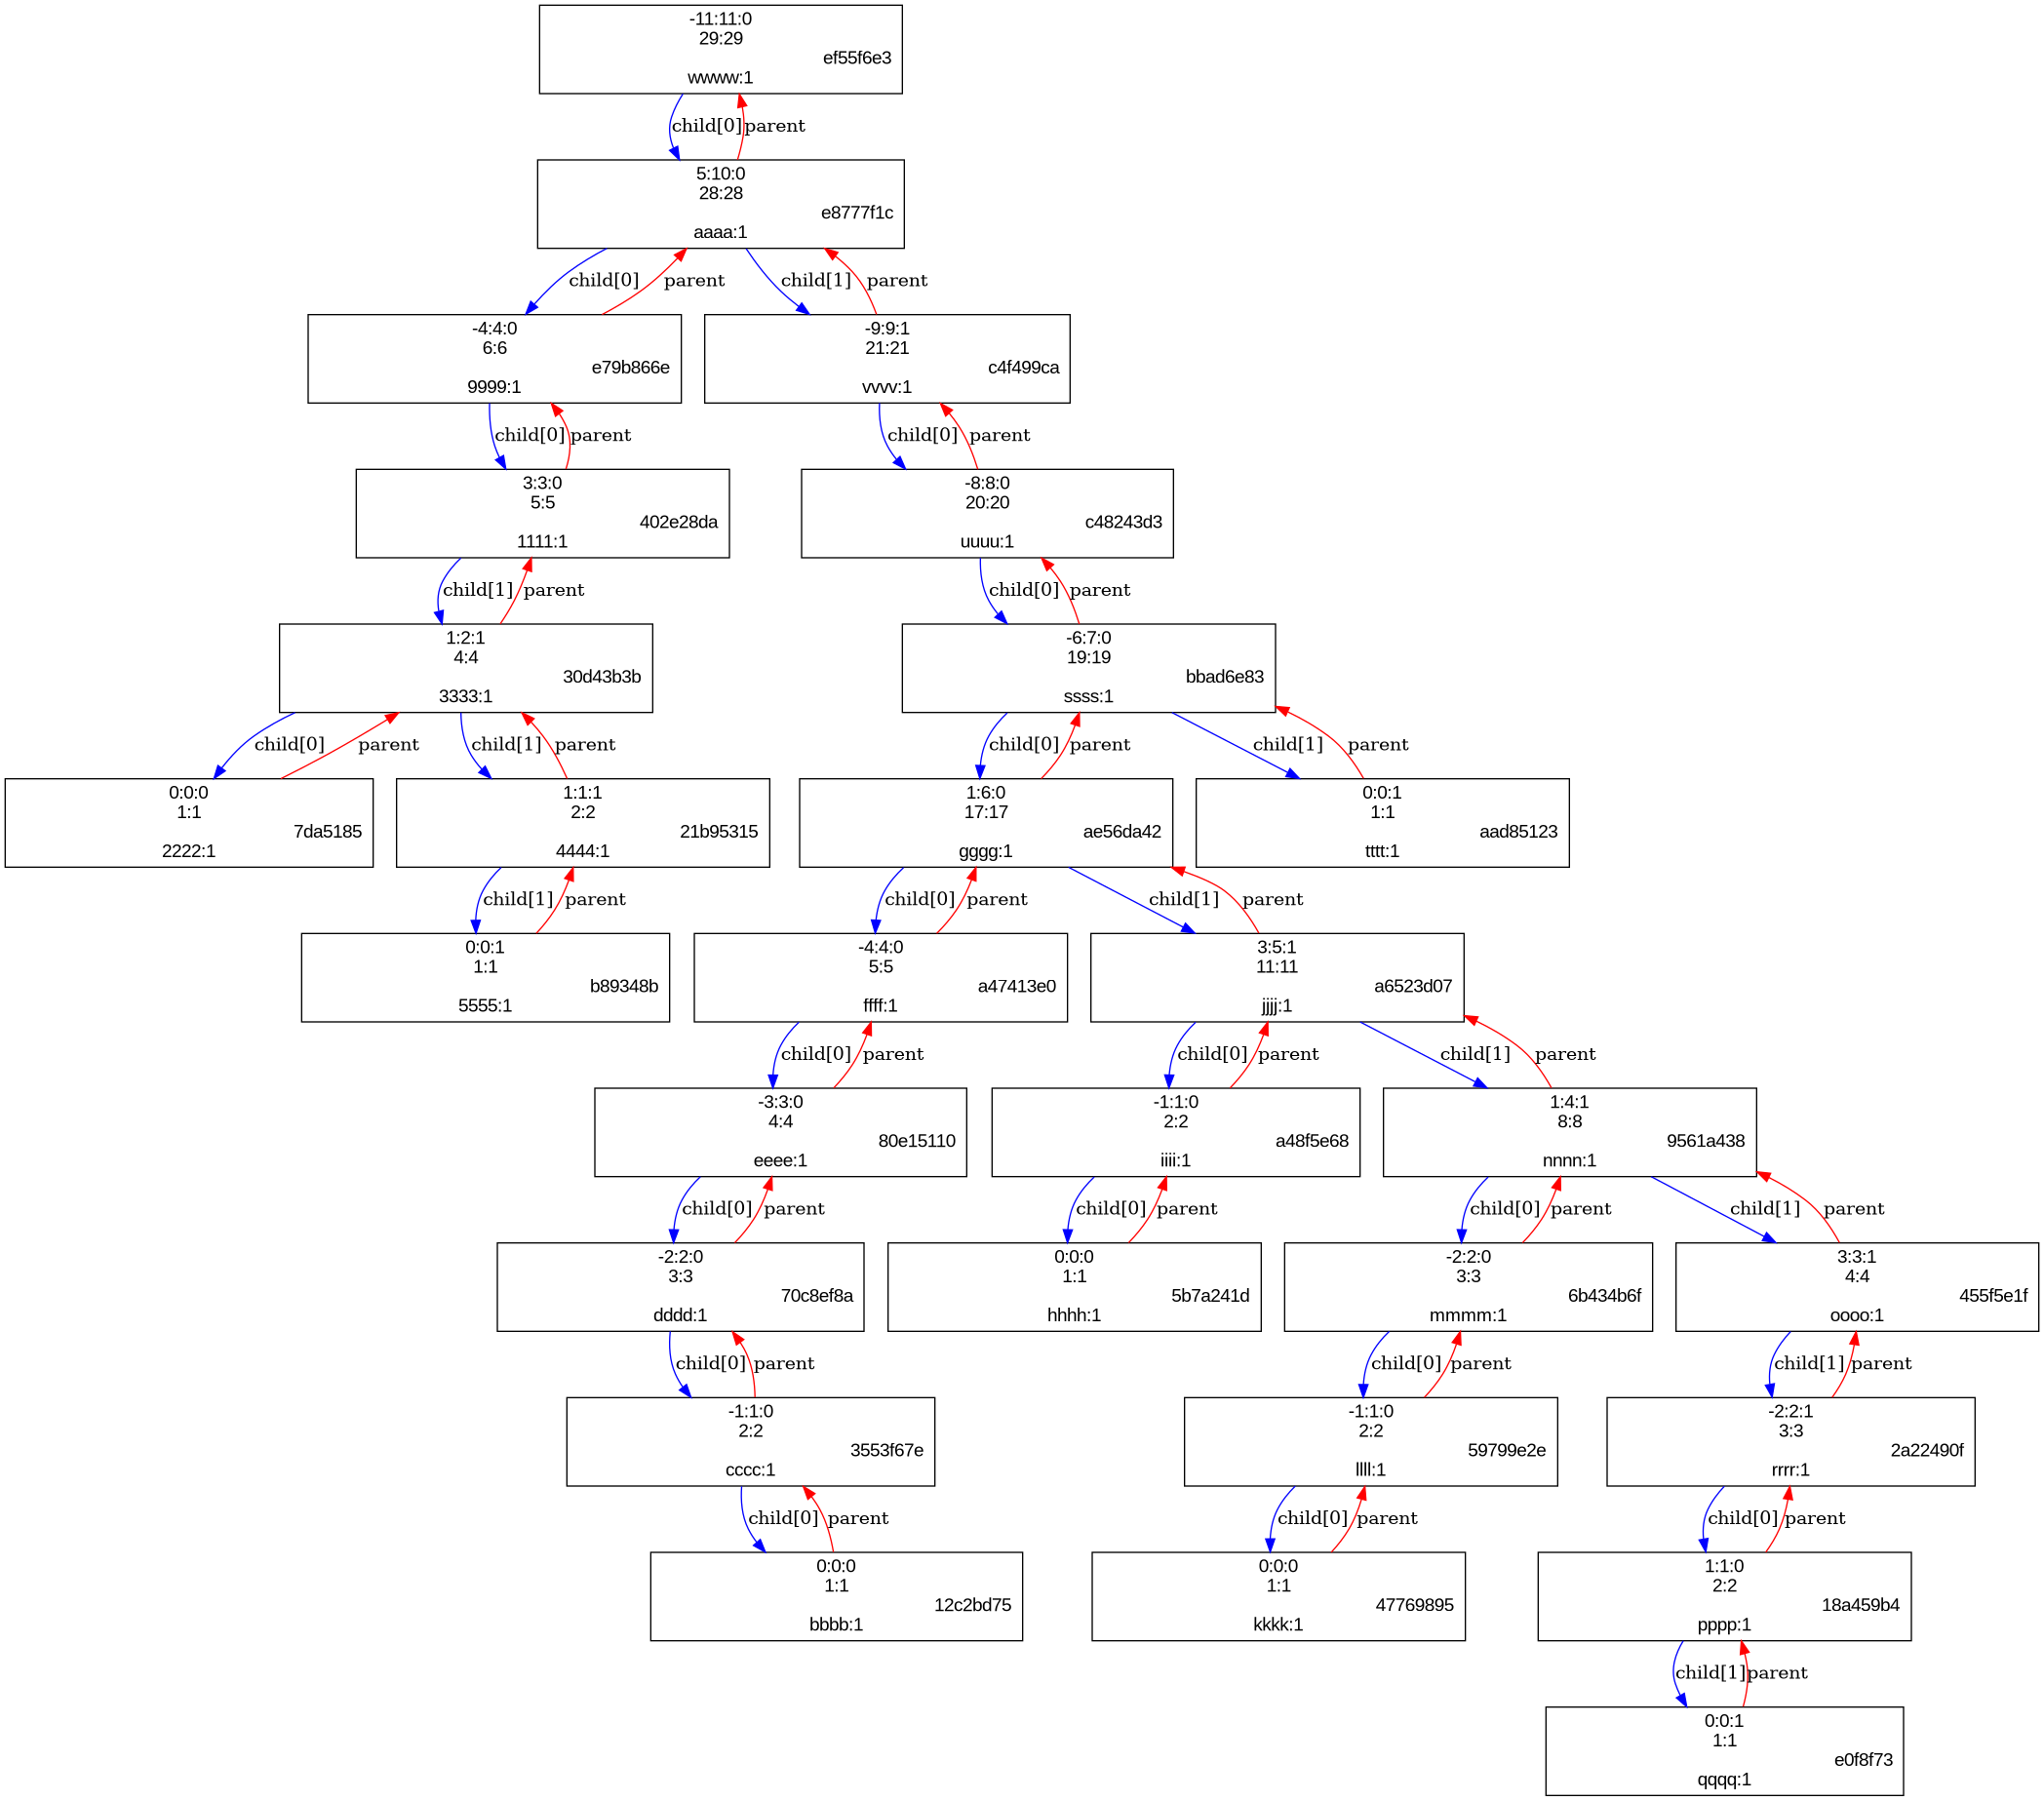 -11:11:0
29:29
ef55f6e3
wwww:1
child[0] parent
5:10:0
28:28
e8777f1c
aaaa:1
child[0] parent child[1] parent
-4:4:0
6:6
e79b866e
9999:1
-9:9:1
21:21
c4f499ca
vvvv:1
child[0] parent child[0] parent
3:3:0
5:5
402e28da
1111:1
-8:8:0
20:20
c48243d3
uuuu:1
child[1] parent child[0] parent
1:2:1
4:4
30d43b3b
3333:1
-6:7:0
19:19
bbad6e83
ssss:1
child[0] parent child[1] parent child[0] parent child[1] parent
0:0:0
1:1
7da5185
2222:1
1:1:1
2:2
21b95315
4444:1
1:6:0
17:17
ae56da42
gggg:1
0:0:1
1:1
aad85123
tttt:1
child[1] parent child[0] parent child[1] parent
0:0:1
1:1
b89348b
5555:1
-4:4:0
5:5
a47413e0
ffff:1
3:5:1
11:11
a6523d07
jjjj:1
child[0] parent child[0] parent child[1] parent
-3:3:0
4:4
80e15110
eeee:1
-1:1:0
2:2
a48f5e68
iiii:1
1:4:1
8:8
9561a438
nnnn:1
child[0] parent child[0] parent child[0] parent child[1] parent
-2:2:0
3:3
70c8ef8a
dddd:1
0:0:0
1:1
5b7a241d
hhhh:1
-2:2:0
3:3
6b434b6f
mmmm:1
3:3:1
4:4
455f5e1f
oooo:1
child[0] parent child[0] parent child[1] parent
-1:1:0
2:2
3553f67e
cccc:1
-1:1:0
2:2
59799e2e
llll:1
-2:2:1
3:3
2a22490f
rrrr:1
child[0] parent child[0] parent child[0] parent
0:0:0
1:1
12c2bd75
bbbb:1
0:0:0
1:1
47769895
kkkk:1
1:1:0
2:2
18a459b4
pppp:1
child[1] parent
0:0:1
1:1
e0f8f73
qqqq:1